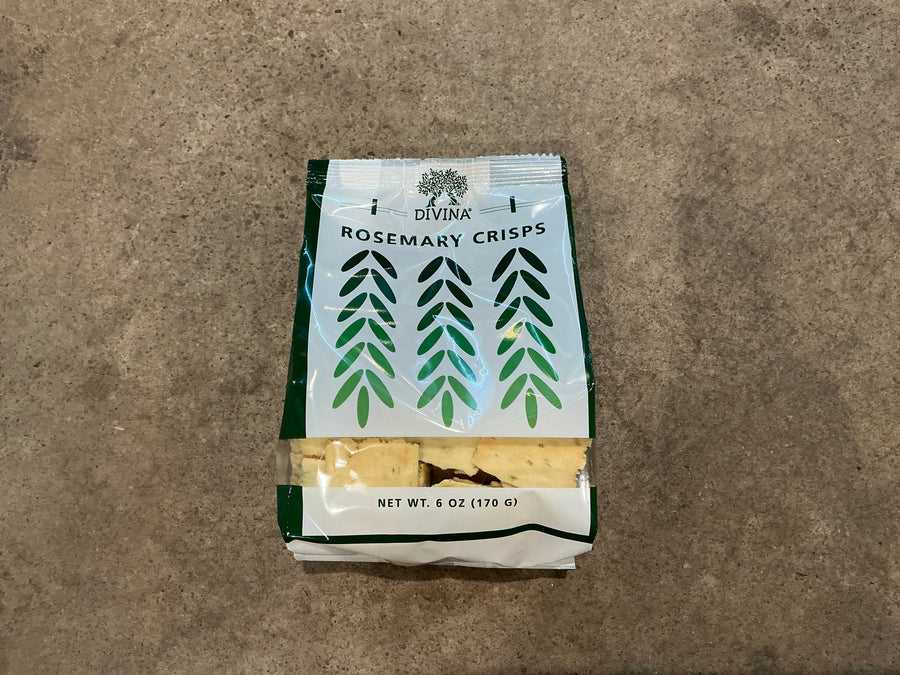 DIVINA®
ROSEMARY CRISPS
NET WT. 6 OZ (170 G)